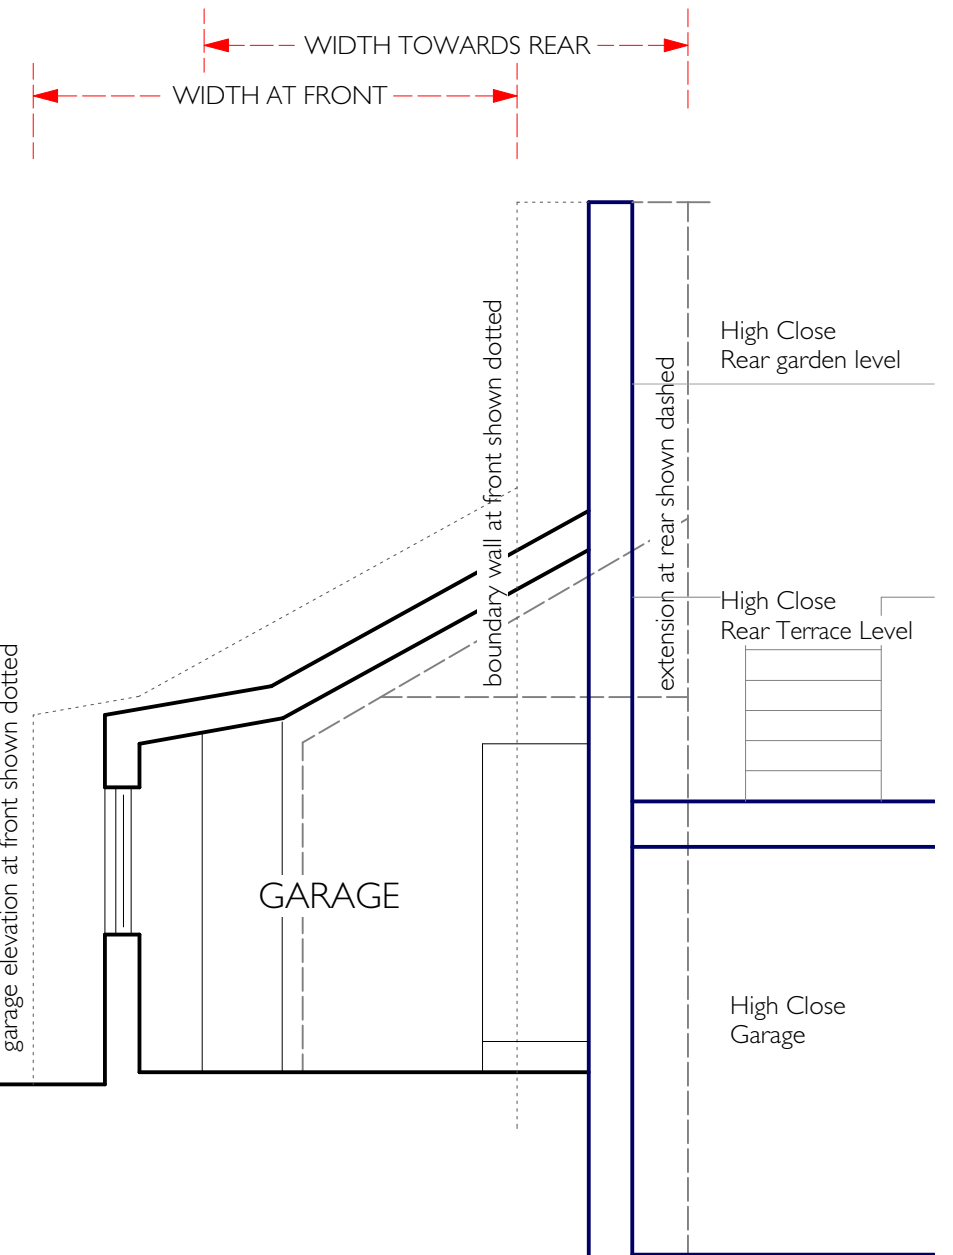 WIDTH TOWARDS REAR
WIDTH AT FRONT
boundary wall at front shown dotted
extension at rear shown dashed
High Close
Rear garden level
High Close
Rear Terrace Level
garage elevation at front shown dotted
GARAGE
High Close
Garage